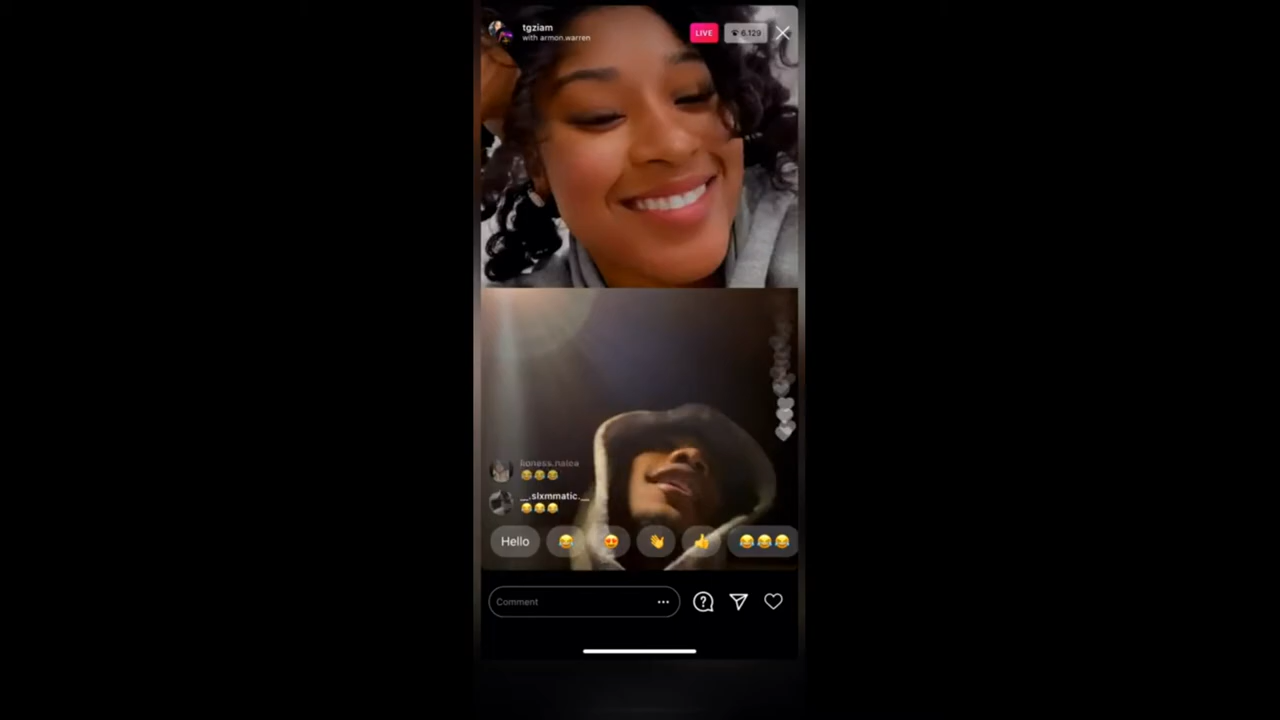 tgziam
with armon.warren
LIVE
6,129
lioness.nalea
😂😂😂
__.slxmmatic.__
😂😂😂
Hello
😂
😍
👋
👍
😂😂😂
Comment